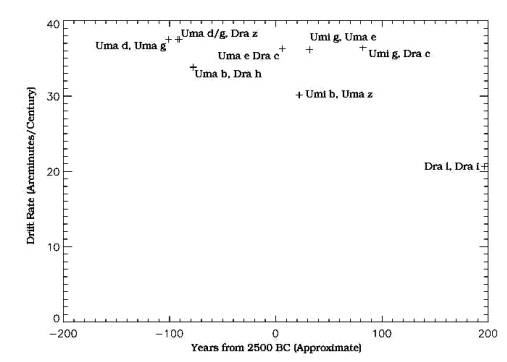 40
30
20
10
0
Drift Rate (Arcminutes/Century)
Uma d, Uma g
Uma d/g, Dra z
Uma b, Dra h
Uma e Dra c
Umi g, Uma e
Umi g, Dra c
Umi b, Uma z
Dra i, Dra i
-200
-100
0
100
200
Years from 2500 BC (Approximate)